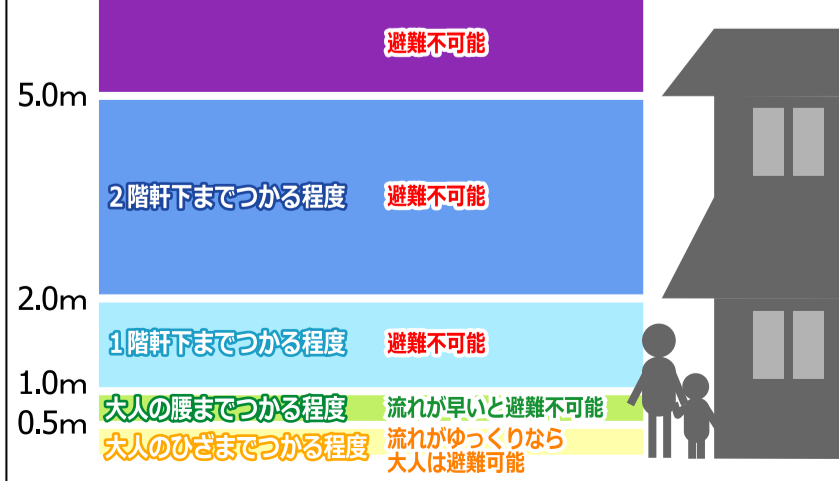 避難不可能
5.0m
2階軒下までつかる程度 避難不可能
2.0m
1階軒下までつかる程度 避難不可能
1.0m
大人の腰までつかる程度 流れが早いと避難不可能
0.5m
大人のひざまでつかる程度 流れがゆっくりなら
大人は避難可能